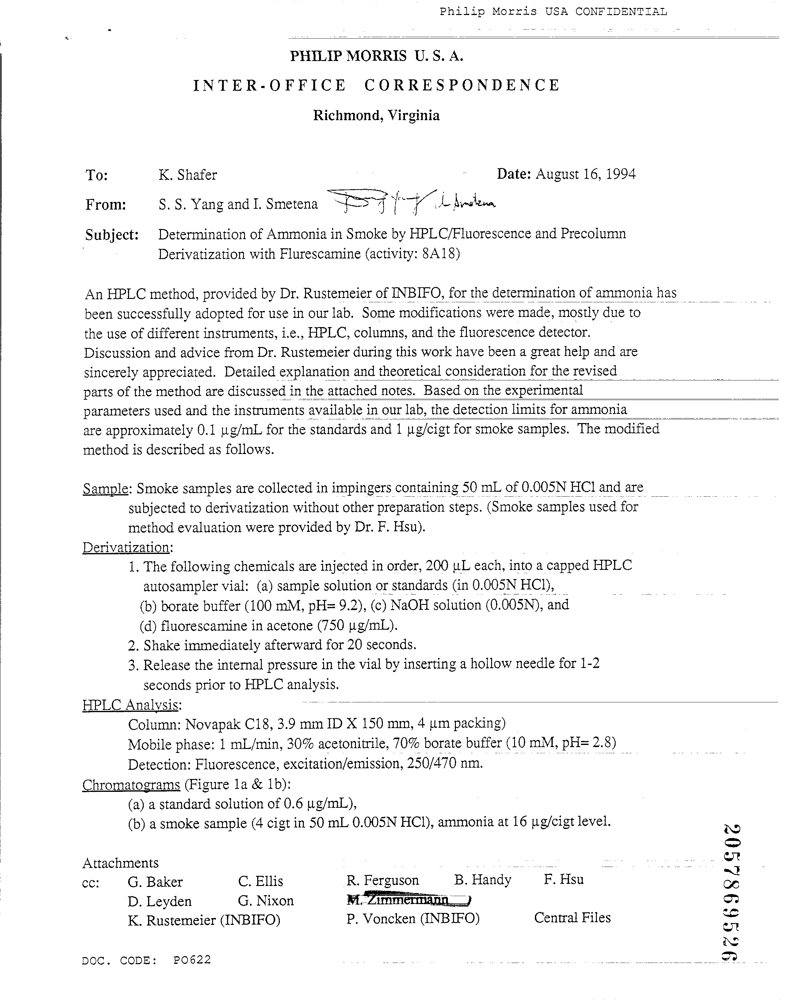 Philip Morris USA CONFIDENTIAL
PHILIP MORRIS U. S. A.
INTER-OFFICE CORRESPONDENCE
Richmond, Virginia
To: K. Shafer Date: August 16, 1994
From: S. S. Yang and I. Smetena
Subject: Determination of Ammonia in Smoke by HPLC/Fluorescence and Precolumn
Derivatization with Flurescamine (activity: 8A18)
An HPLC method, provided by Dr. Rustemeier of INBIFO, for the determination of ammonia has
been successfully adopted for use in our lab. Some modifications were made, mostly due to
the use of different instruments, i.e., HPLC, columns, and the fluorescence detector.
Discussion and advice from Dr. Rustemeier during this work have been a great help and are
sincerely appreciated. Detailed explanation and theoretical consideration for the revised
parts of the method are discussed in the attached notes. Based on the experimental
parameters used and the instruments available in our lab, the detection limits for ammonia
are approximately 0.1 µg/mL for the standards and 1 µg/cigt for smoke samples. The modified
method is described as follows.
Sample: Smoke samples are collected in impingers containing 50 mL of 0.005N HCl and are
subjected to derivatization without other preparation steps. (Smoke samples used for
method evaluation were provided by Dr. F. Hsu).
Derivatization:
1. The following chemicals are injected in order, 200 µL each, into a capped HPLC
autosampler vial: (a) sample solution or standards (in 0.005N HCl),
(b) borate buffer (100 mM, pH= 9.2), (c) NaOH solution (0.005N), and
(d) fluorescamine in acetone (750 µg/mL).
2. Shake immediately afterward for 20 seconds.
3. Release the internal pressure in the vial by inserting a hollow needle for 1-2
seconds prior to HPLC analysis.
HPLC Analysis:
Column: Novapak C18, 3.9 mm ID X 150 mm, 4 µm packing)
Mobile phase: 1 mL/min, 30% acetonitrile, 70% borate buffer (10 mM, pH= 2.8)
Detection: Fluorescence, excitation/emission, 250/470 nm.
Chromatograms (Figure 1a & 1b):
(a) a standard solution of 0.6 µg/mL),
(b) a smoke sample (4 cigt in 50 mL 0.005N HCl), ammonia at 16 µg/cigt level.
Attachments
cc: G. Baker C. Ellis R. Ferguson B. Handy F. Hsu
D. Leyden G. Nixon M. Zimmermann
K. Rustemeier (INBIFO) P. Voncken (INBIFO) Central Files
DOC. CODE: PO622
2057869526